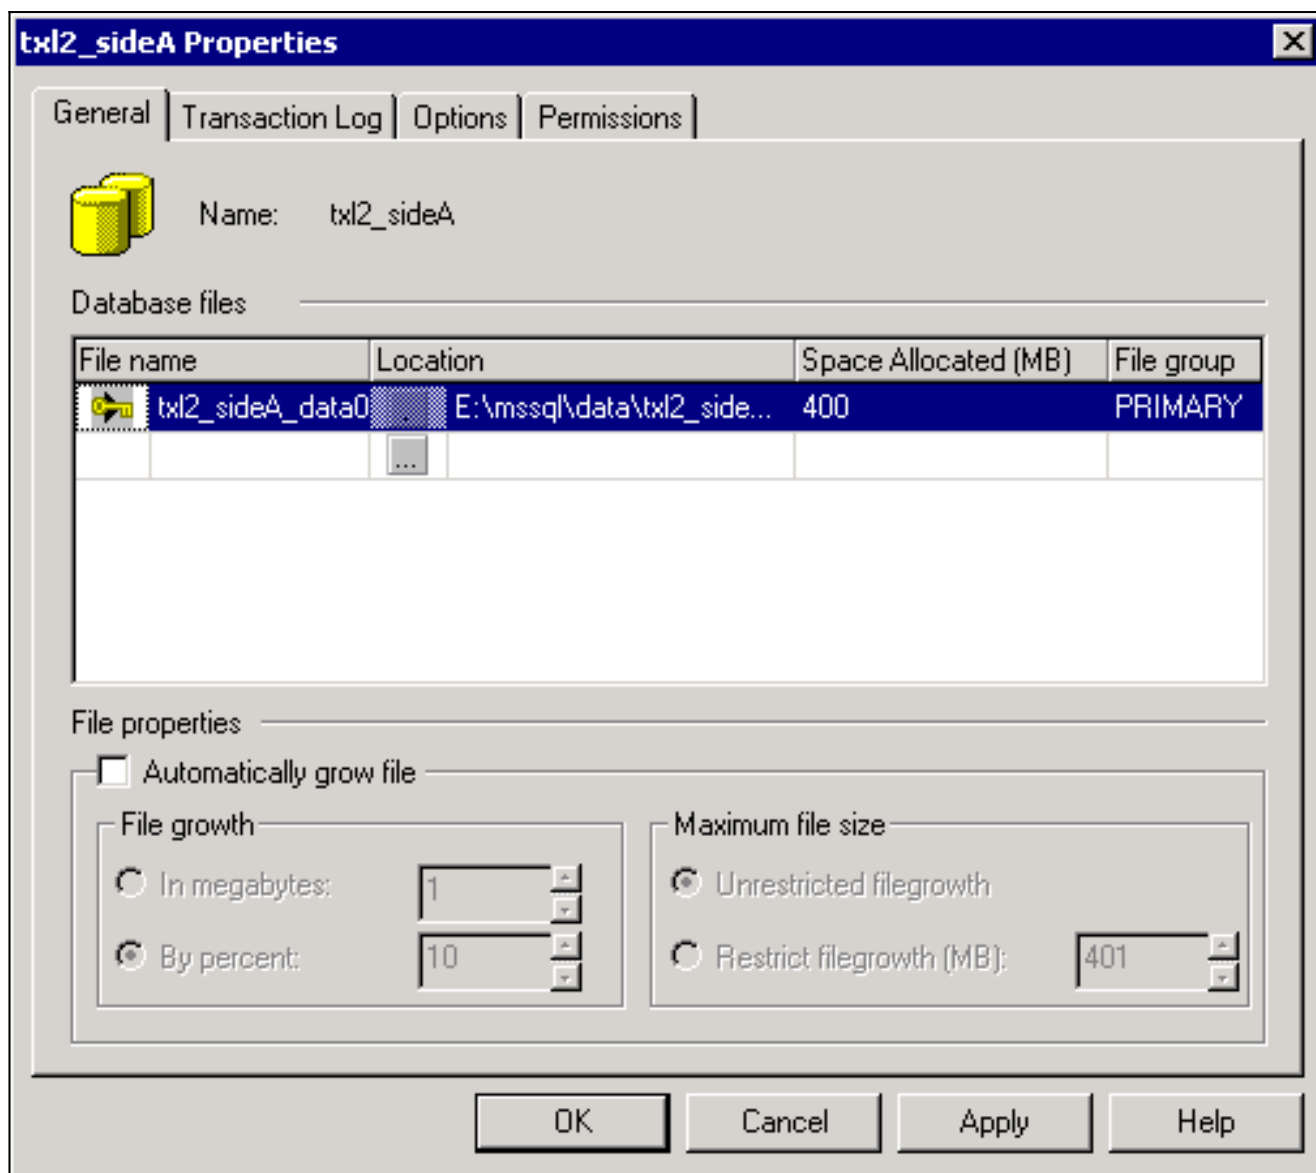 txl2_sideA Properties
General Transaction Log Options Permissions
Name: txl2_sideA
Database files
File name Location Space Allocated (MB) File group
txl2_sideA_data0 . E:\mssql\data\txl2_side... 400 PRIMARY
...
File properties
Automatically grow file
File growth Maximum file size
In megabytes: 1 Unrestricted filegrowth
By percent: 10 Restrict filegrowth (MB): 401
OK Cancel Apply Help